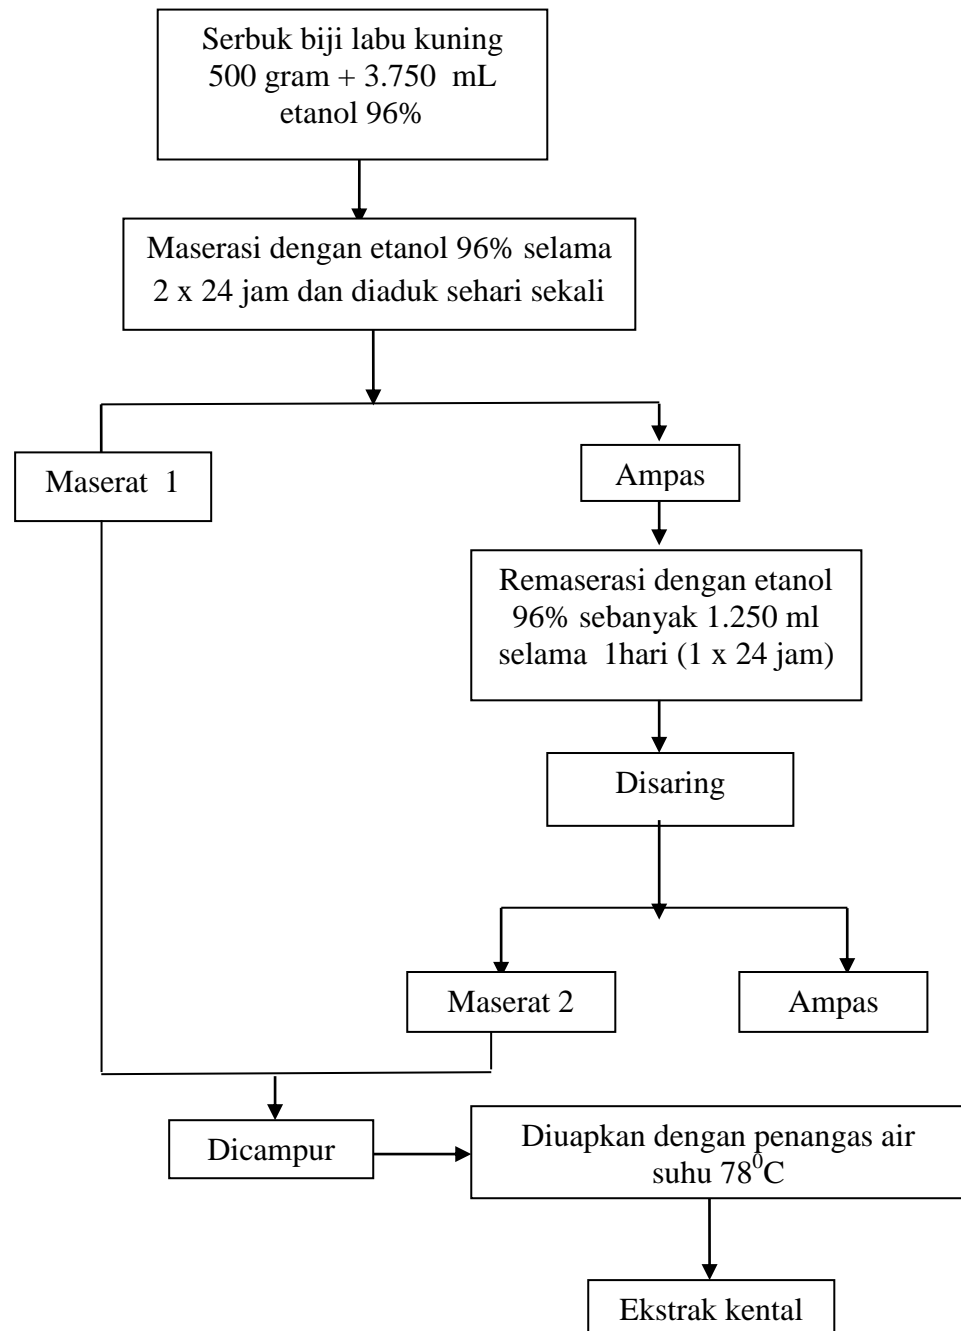 Serbuk biji labu kuning
500 gram + 3.750 mL
etanol 96%
Maserasi dengan etanol 96% selama
2 x 24 jam dan diaduk sehari sekali
Maserat 1
Ampas
Remaserasi dengan etanol
96% sebanyak 1.250 ml
selama 1hari (1 x 24 jam)
Disaring
Maserat 2
Ampas
Dicampur
Diuapkan dengan penangas air
suhu 78⁰C
Ekstrak kental